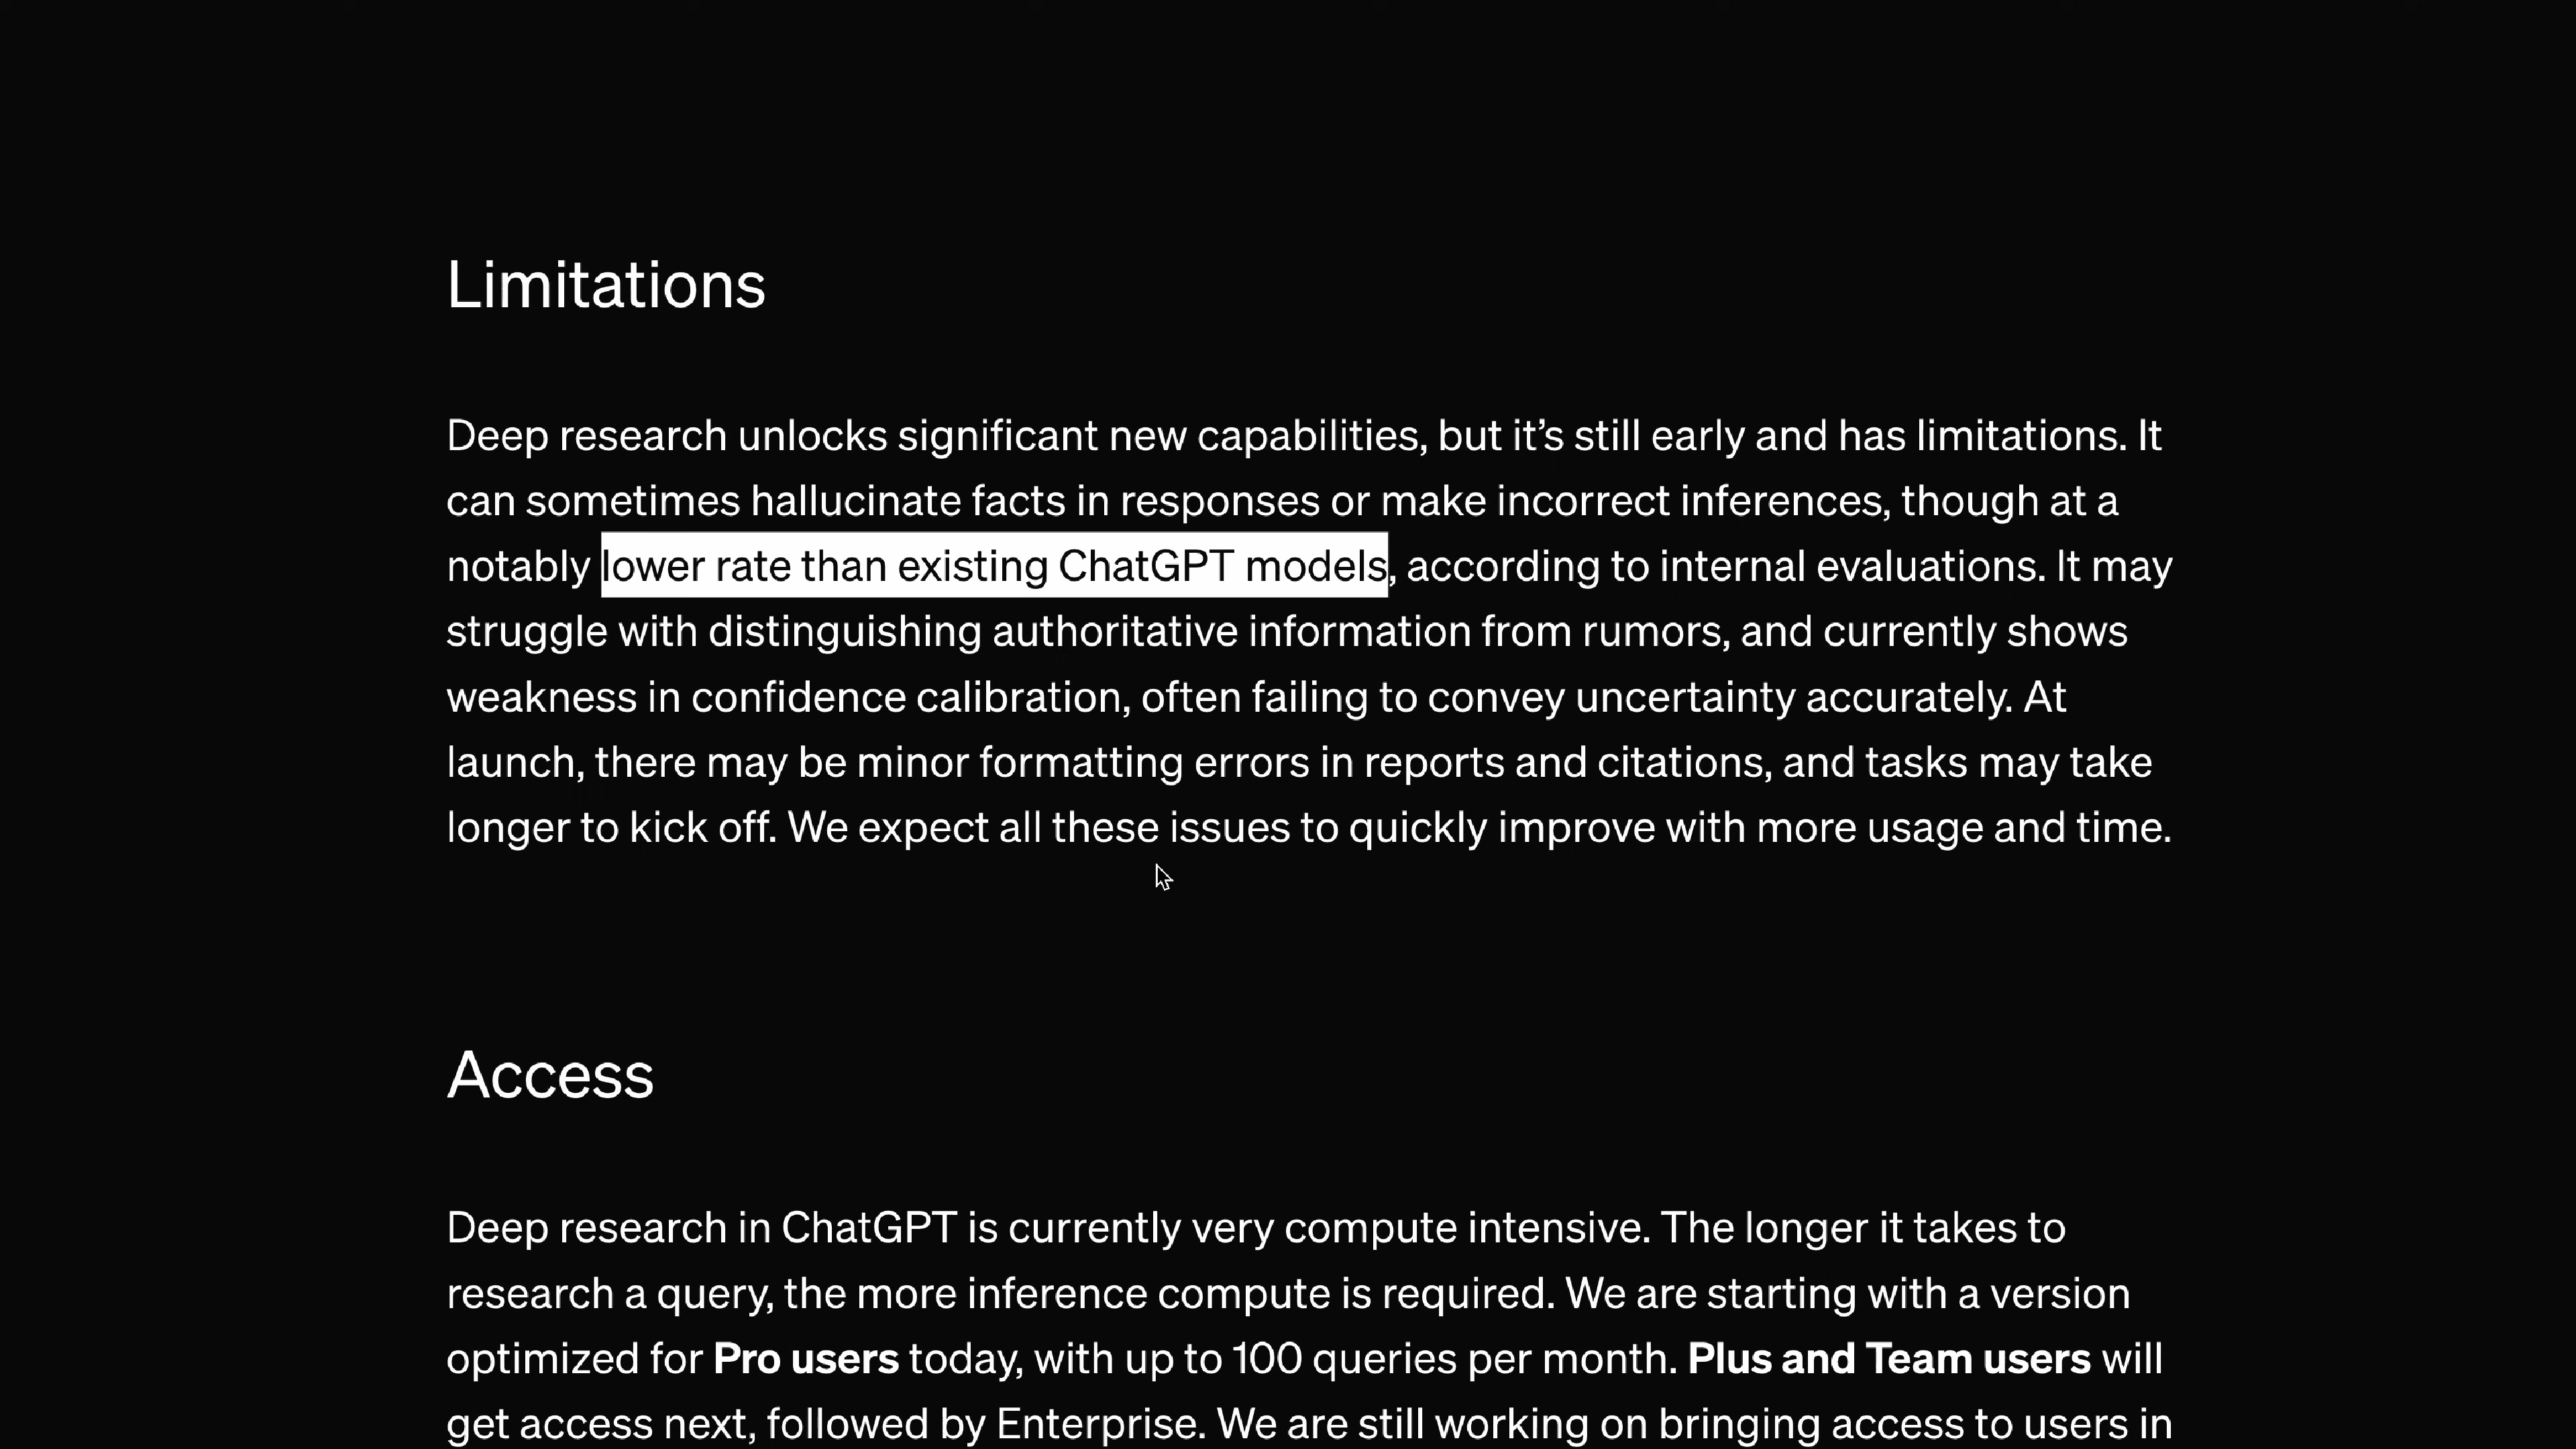 Limitations
Deep research unlocks significant new capabilities, but it’s still early and has limitations. It
can sometimes hallucinate facts in responses or make incorrect inferences, though at a
notably lower rate than existing ChatGPT models, according to internal evaluations. It may
struggle with distinguishing authoritative information from rumors, and currently shows
weakness in confidence calibration, often failing to convey uncertainty accurately. At
launch, there may be minor formatting errors in reports and citations, and tasks may take
longer to kick off. We expect all these issues to quickly improve with more usage and time.
Access
Deep research in ChatGPT is currently very compute intensive. The longer it takes to
research a query, the more inference compute is required. We are starting with a version
optimized for Pro users today, with up to 100 queries per month. Plus and Team users will
get access next, followed by Enterprise. We are still working on bringing access to users in